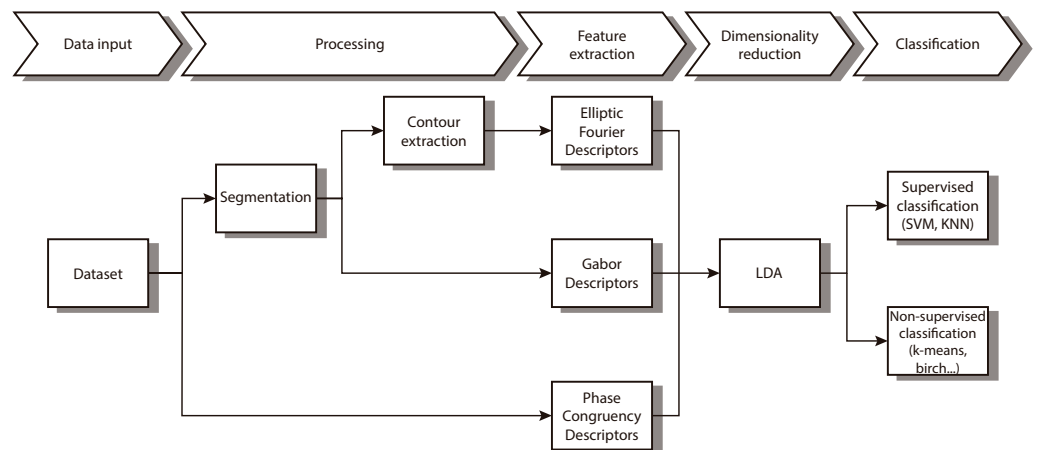 Data input
Processing
Feature
extraction
Dimensionality
reduction
Classification
Contour
extraction
Elliptic
Fourier
Descriptors
Segmentation
Supervised
classification
(SVM, KNN)
Dataset
Gabor
Descriptors
LDA
Non-supervised
classification
(k-means,
birch...)
Phase
Congruency
Descriptors